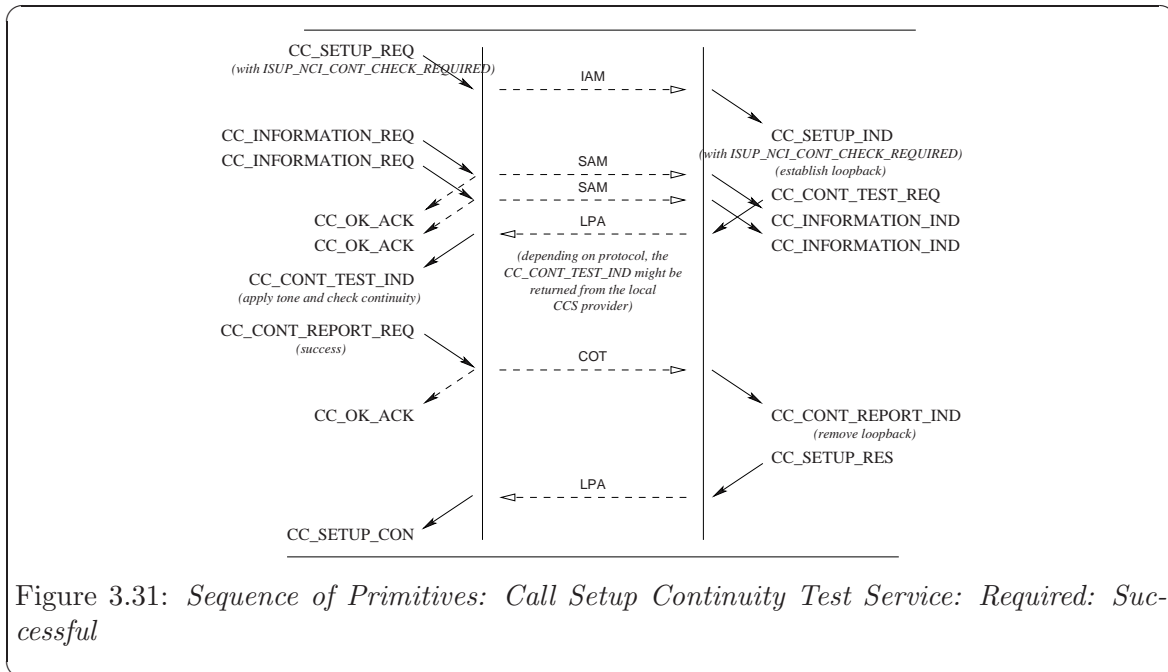 CC_SETUP_REQ
(with ISUP_NCI_CONT_CHECK_REQUIRED)
IAM
CC_INFORMATION_REQ
CC_SETUP_IND
(with ISUP_NCI_CONT_CHECK_REQUIRED)
(establish loopback)
CC_INFORMATION_REQ
SAM
SAM
CC_CONT_TEST_REQ
CC_OK_ACK
LPA
CC_INFORMATION_IND
CC_OK_ACK
CC_INFORMATION_IND
(depending on protocol, the
CC_CONT_TEST_IND might be
returned from the local
CCS provider)
CC_CONT_TEST_IND
(apply tone and check continuity)
CC_CONT_REPORT_REQ
(success)
COT
CC_OK_ACK
CC_CONT_REPORT_IND
(remove loopback)
CC_SETUP_RES
LPA
CC_SETUP_CON
Figure 3.31: Sequence of Primitives: Call Setup Continuity Test Service: Required: Suc-
cessful